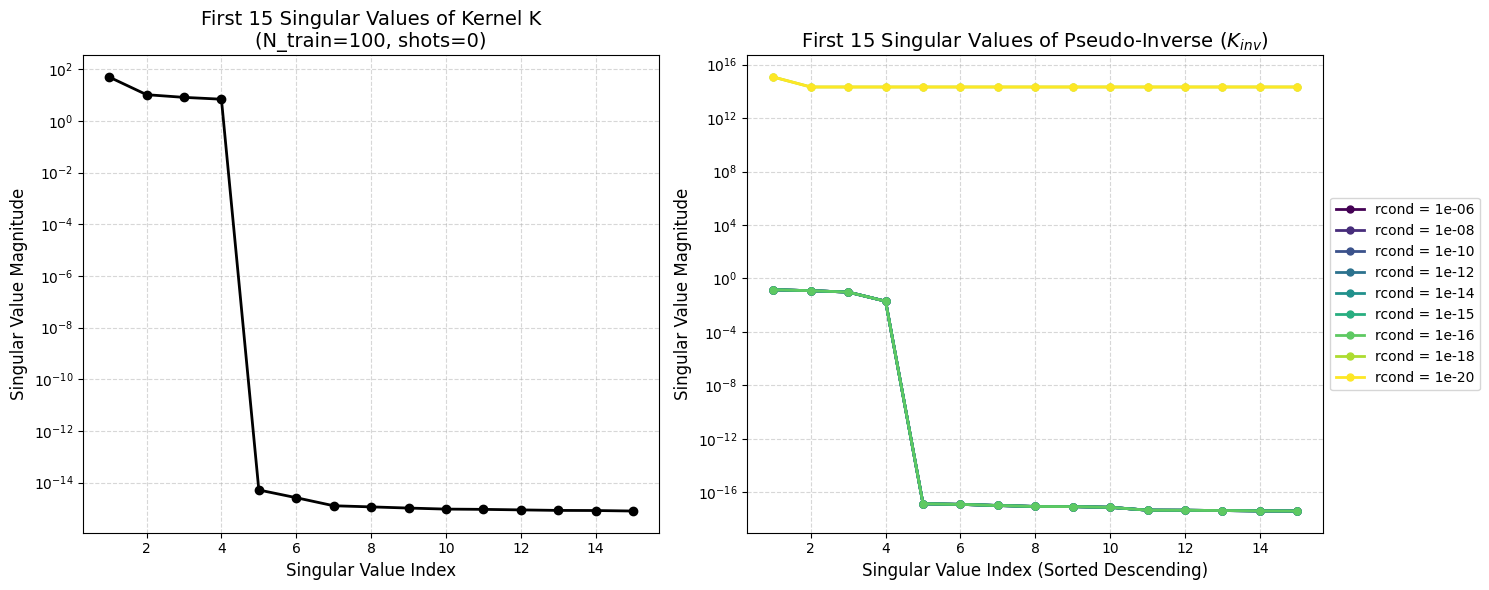 First 15 Singular Values of Kernel K
(N_train=100, shots=0)
Singular Value Magnitude
10^2
10^0
10^-2
10^-4
10^-6
10^-8
10^-10
10^-12
10^-14
2 4 6 8 10 12 14
Singular Value Index
First 15 Singular Values of Pseudo-Inverse (K_inv)
Singular Value Magnitude
10^16
10^12
10^8
10^4
10^0
10^-4
10^-8
10^-12
10^-16
2 4 6 8 10 12 14
Singular Value Index (Sorted Descending)
rcond = 1e-06
rcond = 1e-08
rcond = 1e-10
rcond = 1e-12
rcond = 1e-14
rcond = 1e-15
rcond = 1e-16
rcond = 1e-18
rcond = 1e-20